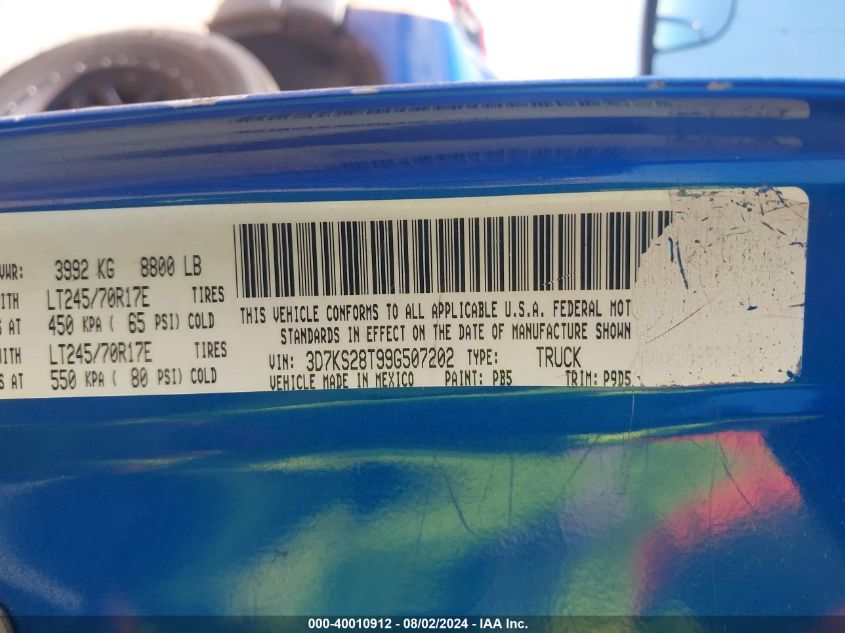 VWR: 3992 KG 8800 LB
WITH LT245/70R17E TIRES
S AT 450 KPA ( 65 PSI) COLD
WITH LT245/70R17E TIRES
S AT 550 KPA ( 80 PSI) COLD
THIS VEHICLE CONFORMS TO ALL APPLICABLE U.S.A. FEDERAL MOT
STANDARDS IN EFFECT ON THE DATE OF MANUFACTURE SHOWN
VIN: 3D7KS28T99G507202 TYPE: TRUCK
VEHICLE MADE IN MEXICO PAINT: PB5 TRIM: P9D5
000-40010912 - 08/02/2024 - IAA Inc.